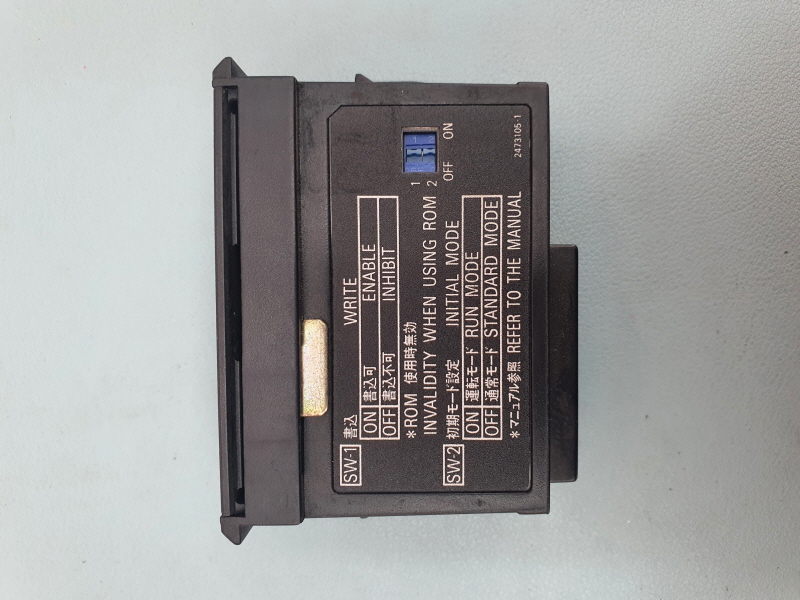 SW-1 書込 WRITE
ON 書込可 ENABLE
OFF 書込不可 INHIBIT
*ROM 使用時無効
INVALIDITY WHEN USING ROM
SW-2 初期モード設定 INITIAL MODE
ON 運転モード RUN MODE
OFF 通常モード STANDARD MODE
*マニュアル参照 REFER TO THE MANUAL
1
2
OFF ON
2473105-1